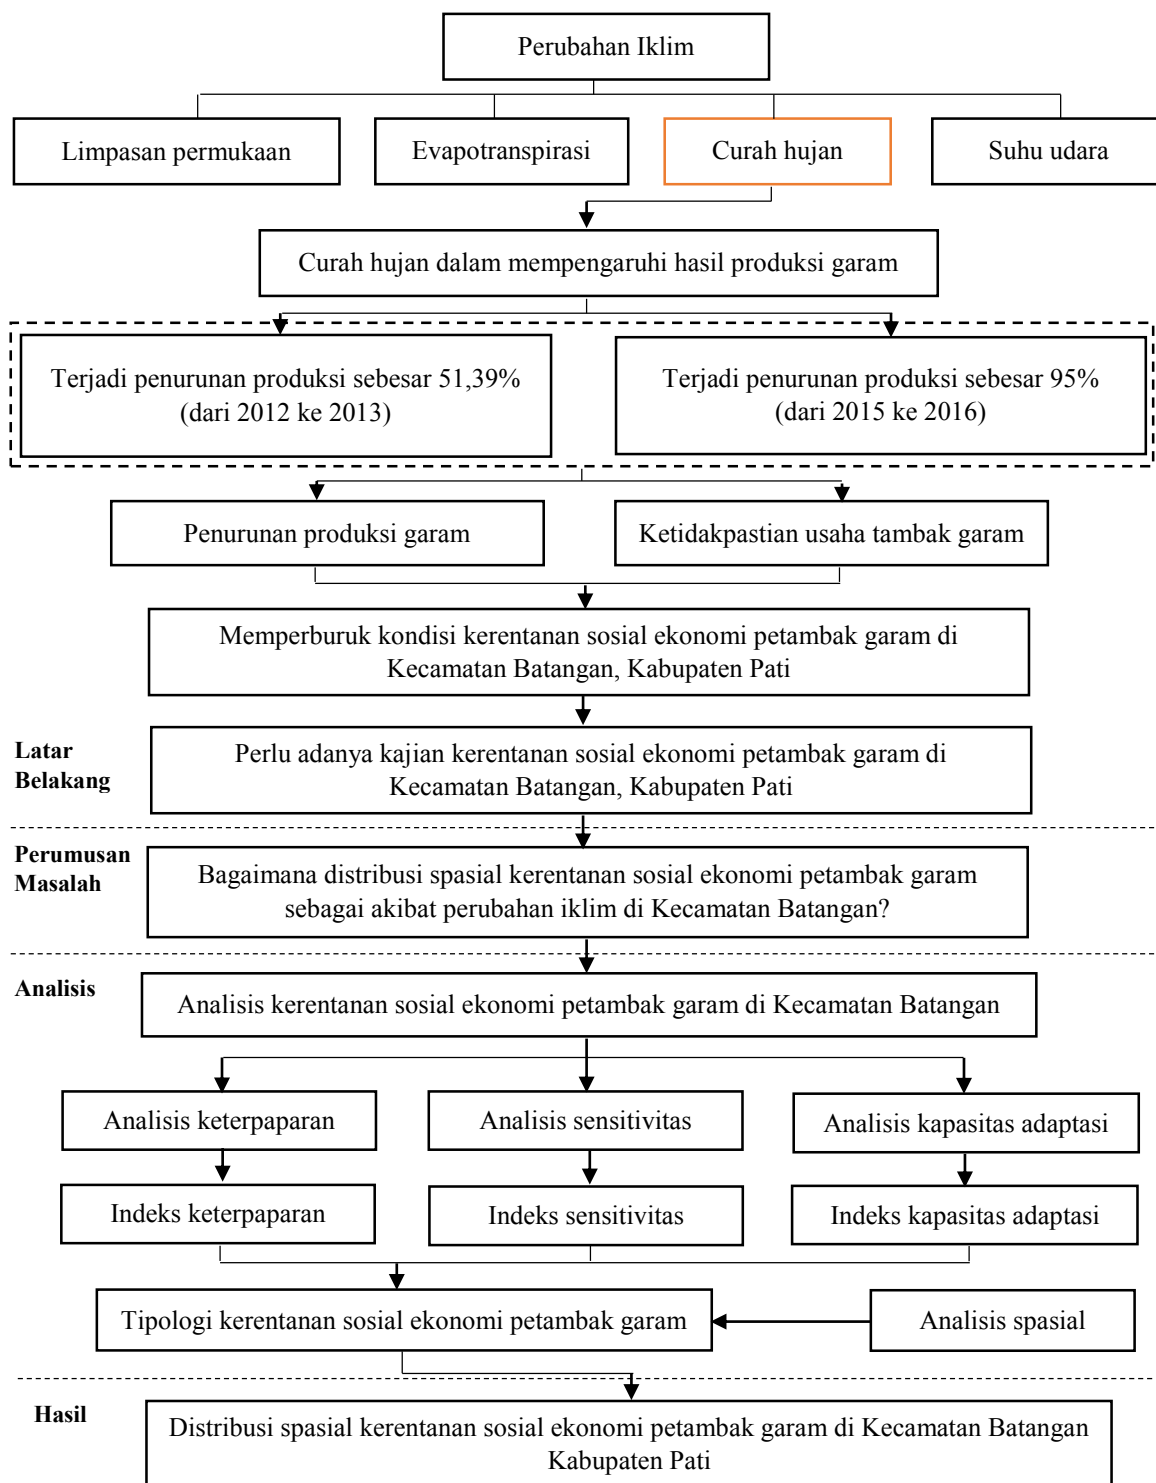 Perubahan Iklim
Limpasan permukaan
Evapotranspirasi
Curah hujan
Suhu udara
Curah hujan dalam mempengaruhi hasil produksi garam
Terjadi penurunan produksi sebesar 51,39%
(dari 2012 ke 2013)
Terjadi penurunan produksi sebesar 95%
(dari 2015 ke 2016)
Penurunan produksi garam
Ketidakpastian usaha tambak garam
Memperburuk kondisi kerentanan sosial ekonomi petambak garam di
Kecamatan Batangan, Kabupaten Pati
Latar
Belakang
Perlu adanya kajian kerentanan sosial ekonomi petambak garam di
Kecamatan Batangan, Kabupaten Pati
Perumusan
Masalah
Bagaimana distribusi spasial kerentanan sosial ekonomi petambak garam
sebagai akibat perubahan iklim di Kecamatan Batangan?
Analisis
Analisis kerentanan sosial ekonomi petambak garam di Kecamatan Batangan
Analisis keterpaparan
Analisis sensitivitas
Analisis kapasitas adaptasi
Indeks keterpaparan
Indeks sensitivitas
Indeks kapasitas adaptasi
Tipologi kerentanan sosial ekonomi petambak garam
Analisis spasial
Hasil
Distribusi spasial kerentanan sosial ekonomi petambak garam di Kecamatan Batangan
Kabupaten Pati